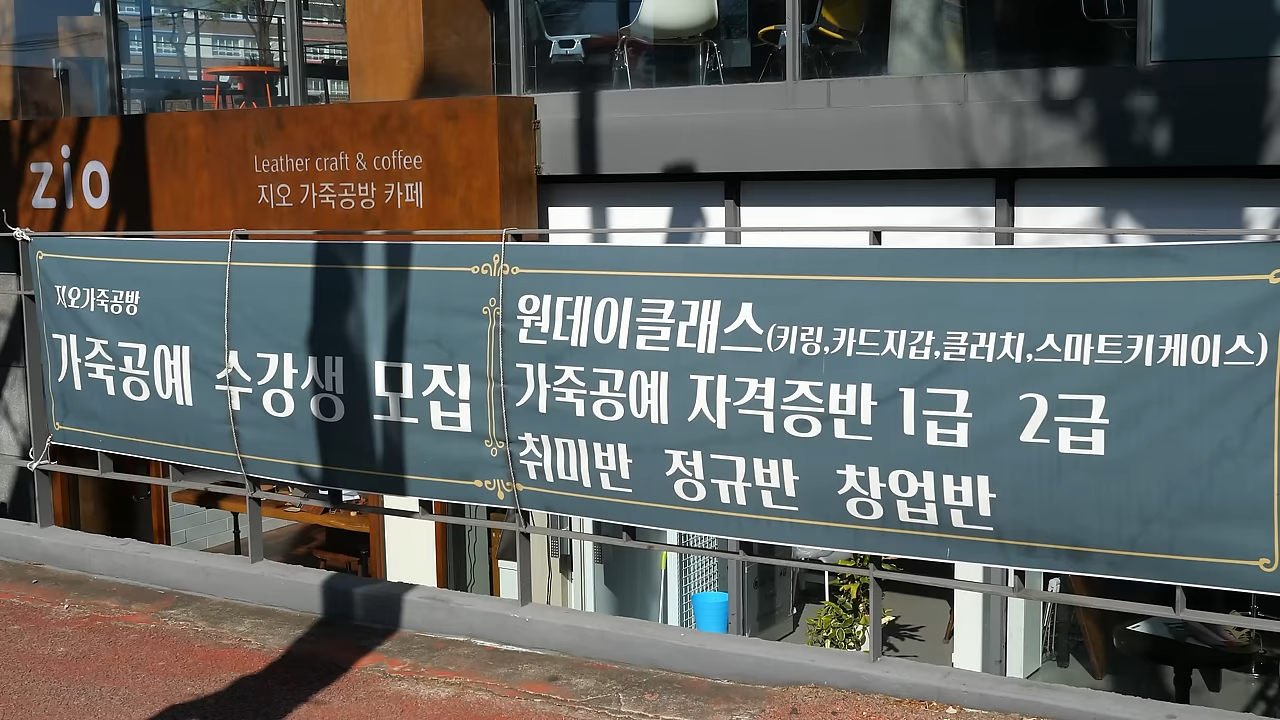 zio
Leather craft & coffee
지오 가죽공방 카페
지오가죽공방
가죽공예 수강생 모집
원데이클래스(키링,카드지갑,클러치,스마트키케이스)
가죽공예 자격증반 1급 2급
취미반 정규반 창업반